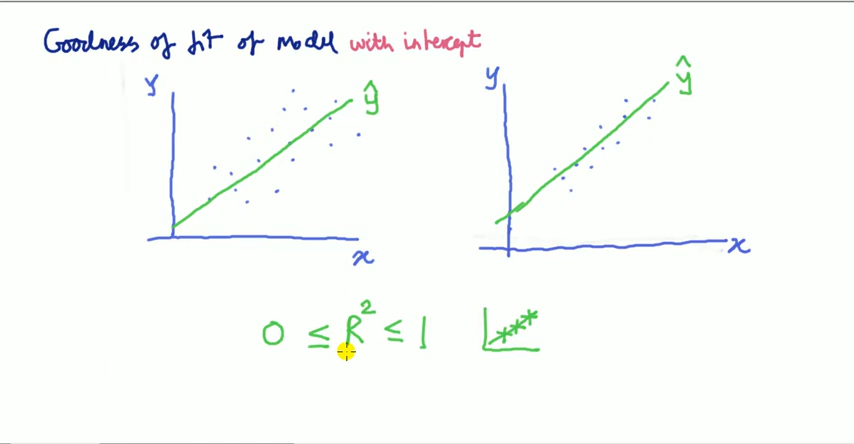 Goodness of fit of model with intercept
y ŷ
x
y ŷ
x
0 ≤ R² ≤ 1